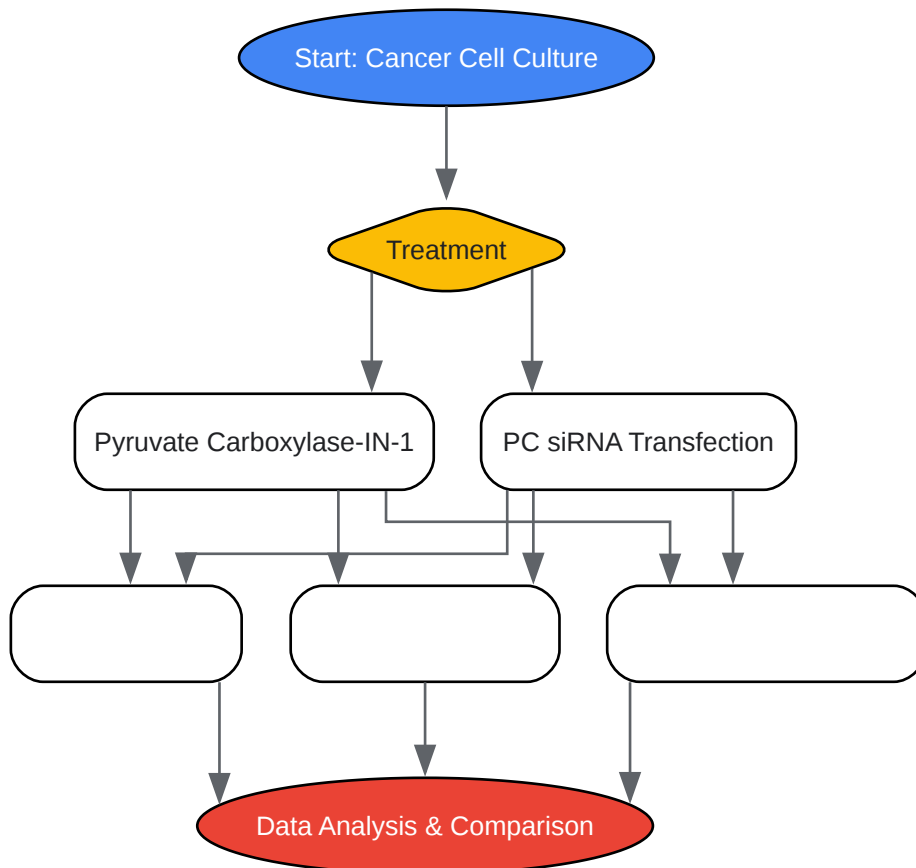 Start: Cancer Cell Culture
Treatment
Pyruvate Carboxylase-IN-1
PC siRNA Transfection
Data Analysis & Comparison